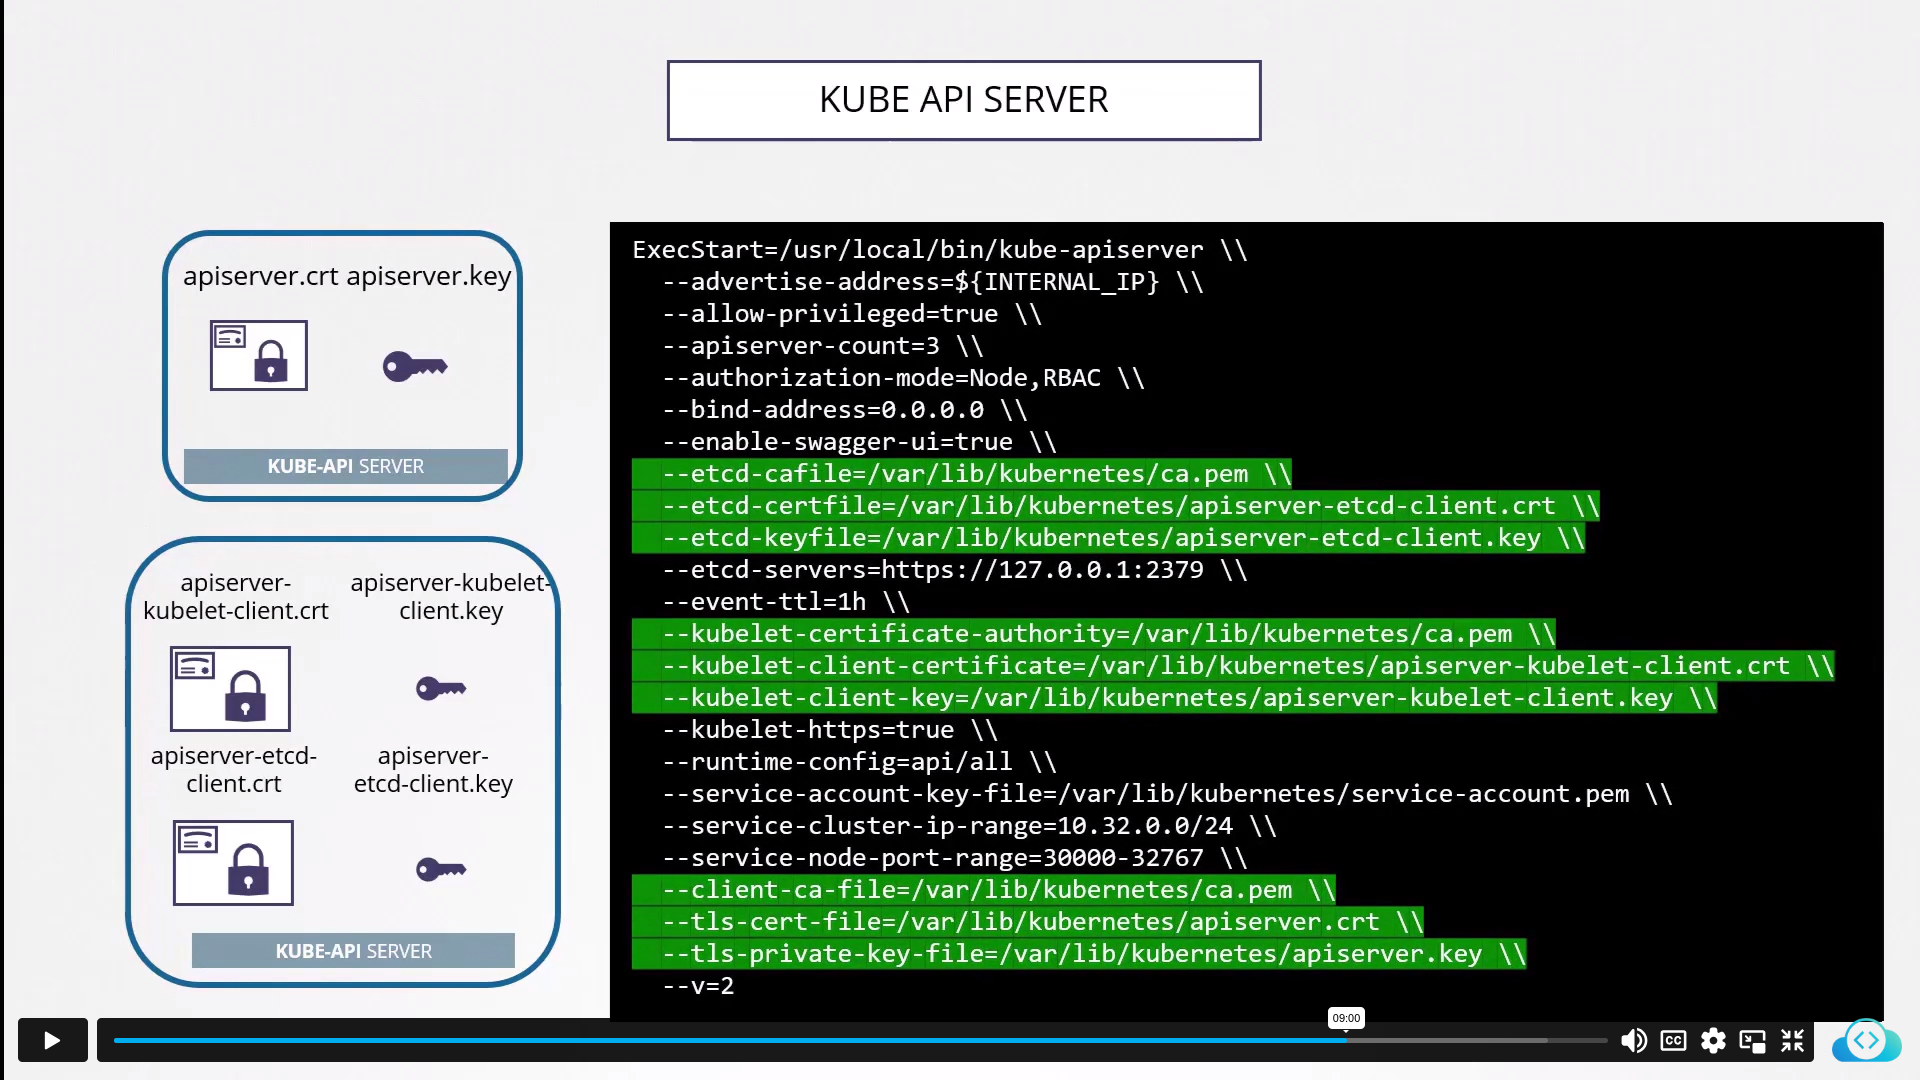 KUBE API SERVER
apiserver.crt apiserver.key
KUBE-API SERVER
apiserver-
kubelet-client.crt
apiserver-kubelet-
client.key
apiserver-etcd-
client.crt
apiserver-
etcd-client.key
KUBE-API SERVER
ExecStart=/usr/local/bin/kube-apiserver \\
--advertise-address=${INTERNAL_IP} \\
--allow-privileged=true \\
--apiserver-count=3 \\
--authorization-mode=Node,RBAC \\
--bind-address=0.0.0.0 \\
--enable-swagger-ui=true \\
--etcd-cafile=/var/lib/kubernetes/ca.pem \\
--etcd-certfile=/var/lib/kubernetes/apiserver-etcd-client.crt \\
--etcd-keyfile=/var/lib/kubernetes/apiserver-etcd-client.key \\
--etcd-servers=https://127.0.0.1:2379 \\
--event-ttl=1h \\
--kubelet-certificate-authority=/var/lib/kubernetes/ca.pem \\
--kubelet-client-certificate=/var/lib/kubernetes/apiserver-kubelet-client.crt \\
--kubelet-client-key=/var/lib/kubernetes/apiserver-kubelet-client.key \\
--kubelet-https=true \\
--runtime-config=api/all \\
--service-account-key-file=/var/lib/kubernetes/service-account.pem \\
--service-cluster-ip-range=10.32.0.0/24 \\
--service-node-port-range=30000-32767 \\
--client-ca-file=/var/lib/kubernetes/ca.pem \\
--tls-cert-file=/var/lib/kubernetes/apiserver.crt \\
--tls-private-key-file=/var/lib/kubernetes/apiserver.key \\
--v=2
09:00
CC